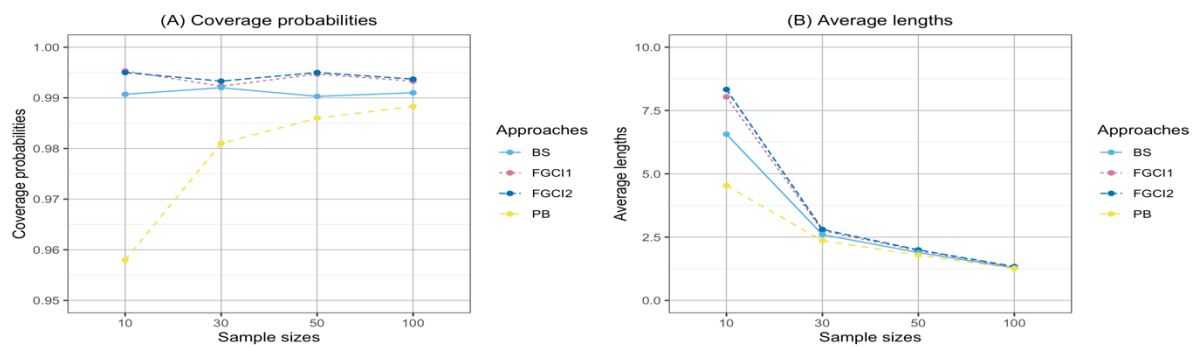 (A) Coverage probabilities
Coverage probabilities
1.00
0.99
0.98
0.97
0.96
0.95
10
30
50
100
Sample sizes
Approaches
BS
FGCI1
FGCI2
PB
(B) Average lengths
Average lengths
10.0
7.5
5.0
2.5
0.0
10
30
50
100
Sample sizes
Approaches
BS
FGCI1
FGCI2
PB